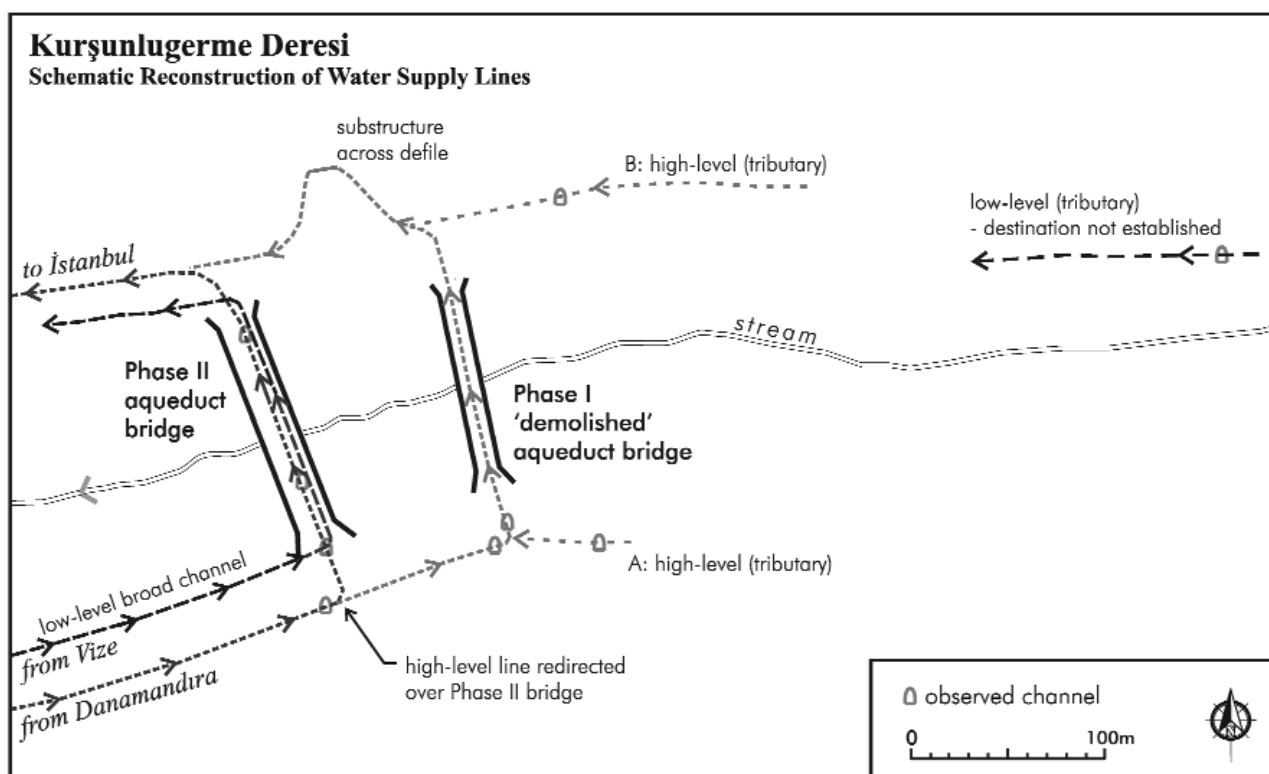 Kurşunlugerme Deresi
Schematic Reconstruction of Water Supply Lines
substructure
across defile
B: high-level (tributary)
low-level (tributary)
- destination not established
to İstanbul
stream
Phase II
aqueduct
bridge
Phase I
‘demolished’
aqueduct bridge
low-level broad channel
A: high-level (tributary)
from Vize
from Danamandıra
high-level line redirected
over Phase II bridge
observed channel
0 100m
N